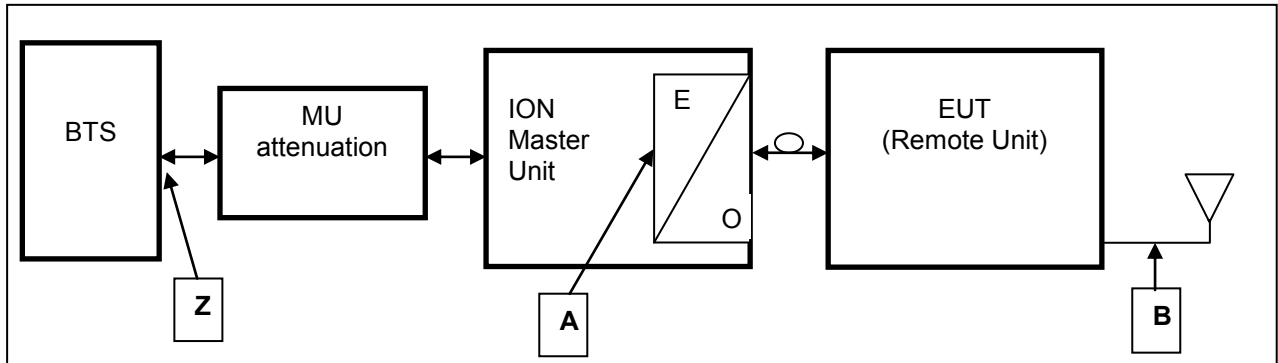 BTS
MU
attenuation
ION
Master
Unit
E
O
EUT
(Remote Unit)
Z
A
B